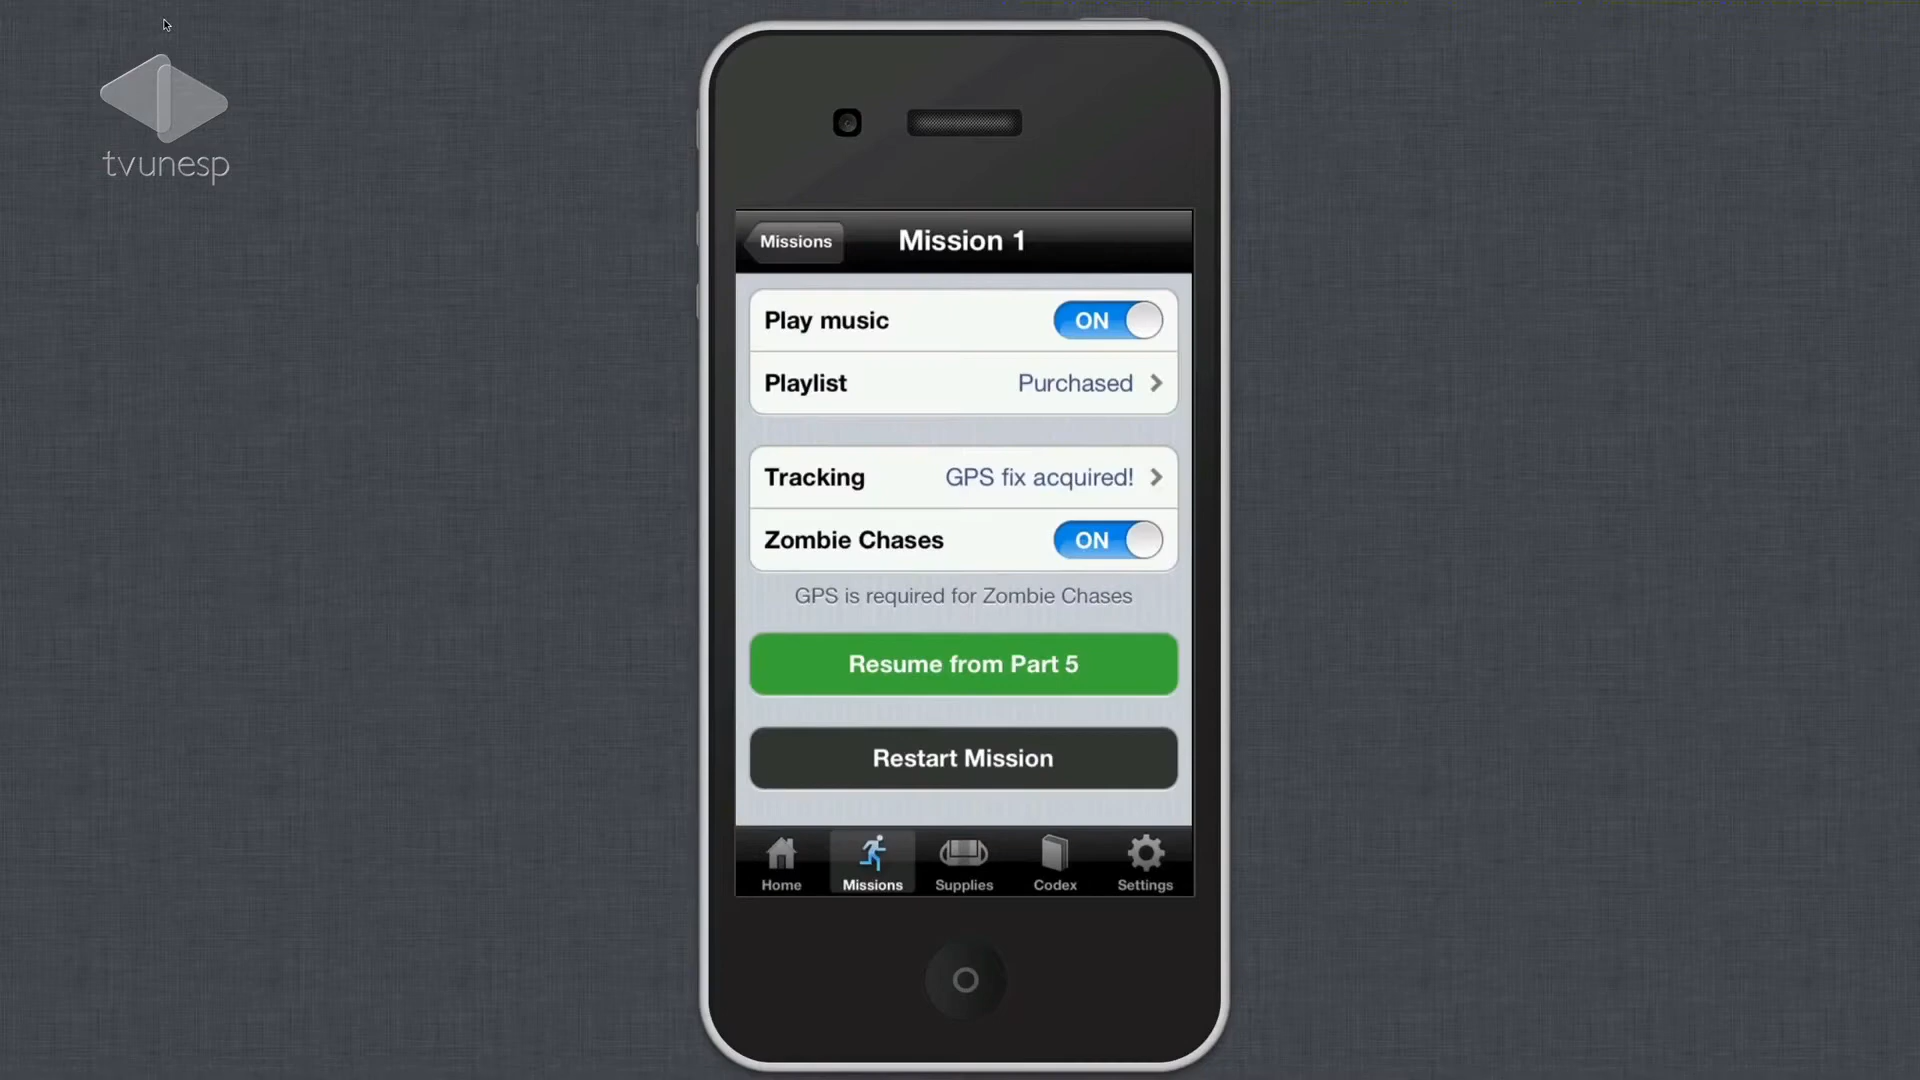 tvunesp
Missions
Mission 1
Play music
ON
Playlist
Purchased
Tracking
GPS fix acquired!
Zombie Chases
ON
GPS is required for Zombie Chases
Resume from Part 5
Restart Mission
Home
Missions
Supplies
Codex
Settings